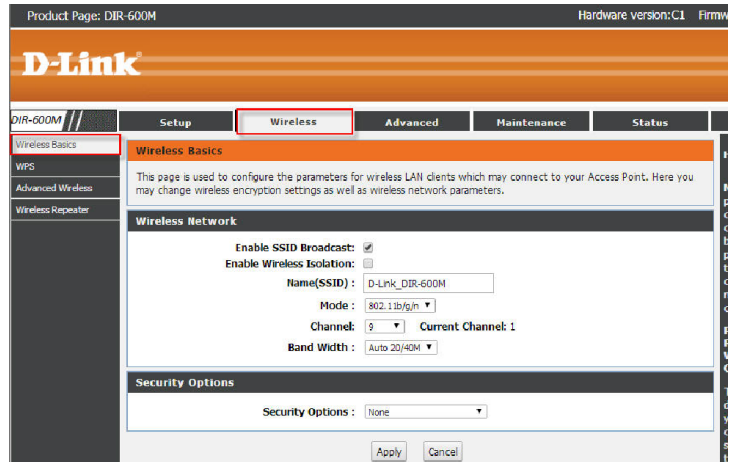 Product Page: DIR-600M Hardware version:C1 Firmw
D-Link
DIR-600M Setup Wireless Advanced Maintenance Status
Wireless Basics
WPS
Advanced Wireless
Wireless Repeater
Wireless Basics
This page is used to configure the parameters for wireless LAN clients which may connect to your Access Point. Here you
may change wireless encryption settings as well as wireless network parameters.
Wireless Network
Enable SSID Broadcast:
Enable Wireless Isolation:
Name(SSID) : D-Link_DIR-600M
Mode : 802.11b/g/n
Channel: 9 Current Channel: 1
Band Width : Auto 20/40M
Security Options
Security Options : None
Apply Cancel